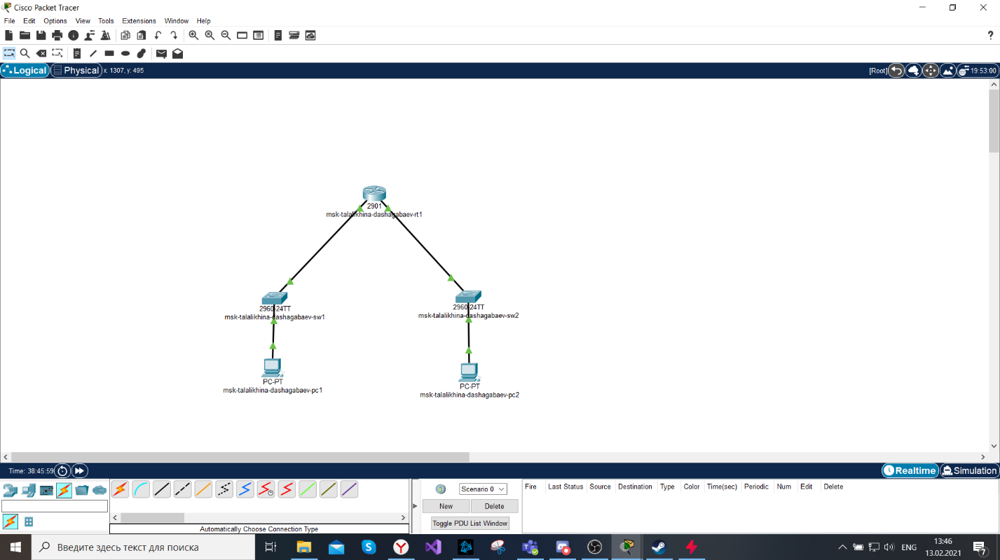 Cisco Packet Tracer
File Edit Options View Tools Extensions Window Help
?
Logical Physical x: 1307, y: 495 [Root] 19:53:00
2901
msk-talalikhina-dashagabaev-rt1
2960-24TT
msk-talalikhina-dashagabaev-sw1
2960-24TT
msk-talalikhina-dashagabaev-sw2
PC-PT
msk-talalikhina-dashagabaev-pc1
PC-PT
msk-talalikhina-dashagabaev-pc2
Time: 38:45:59 Realtime Simulation
Scenario 0
New Delete
Toggle PDU List Window
Fire Last Status Source Destination Type Color Time(sec) Periodic Num Edit Delete
Automatically Choose Connection Type
Введите здесь текст для поиска
ENG
13:46
13.02.2021
7